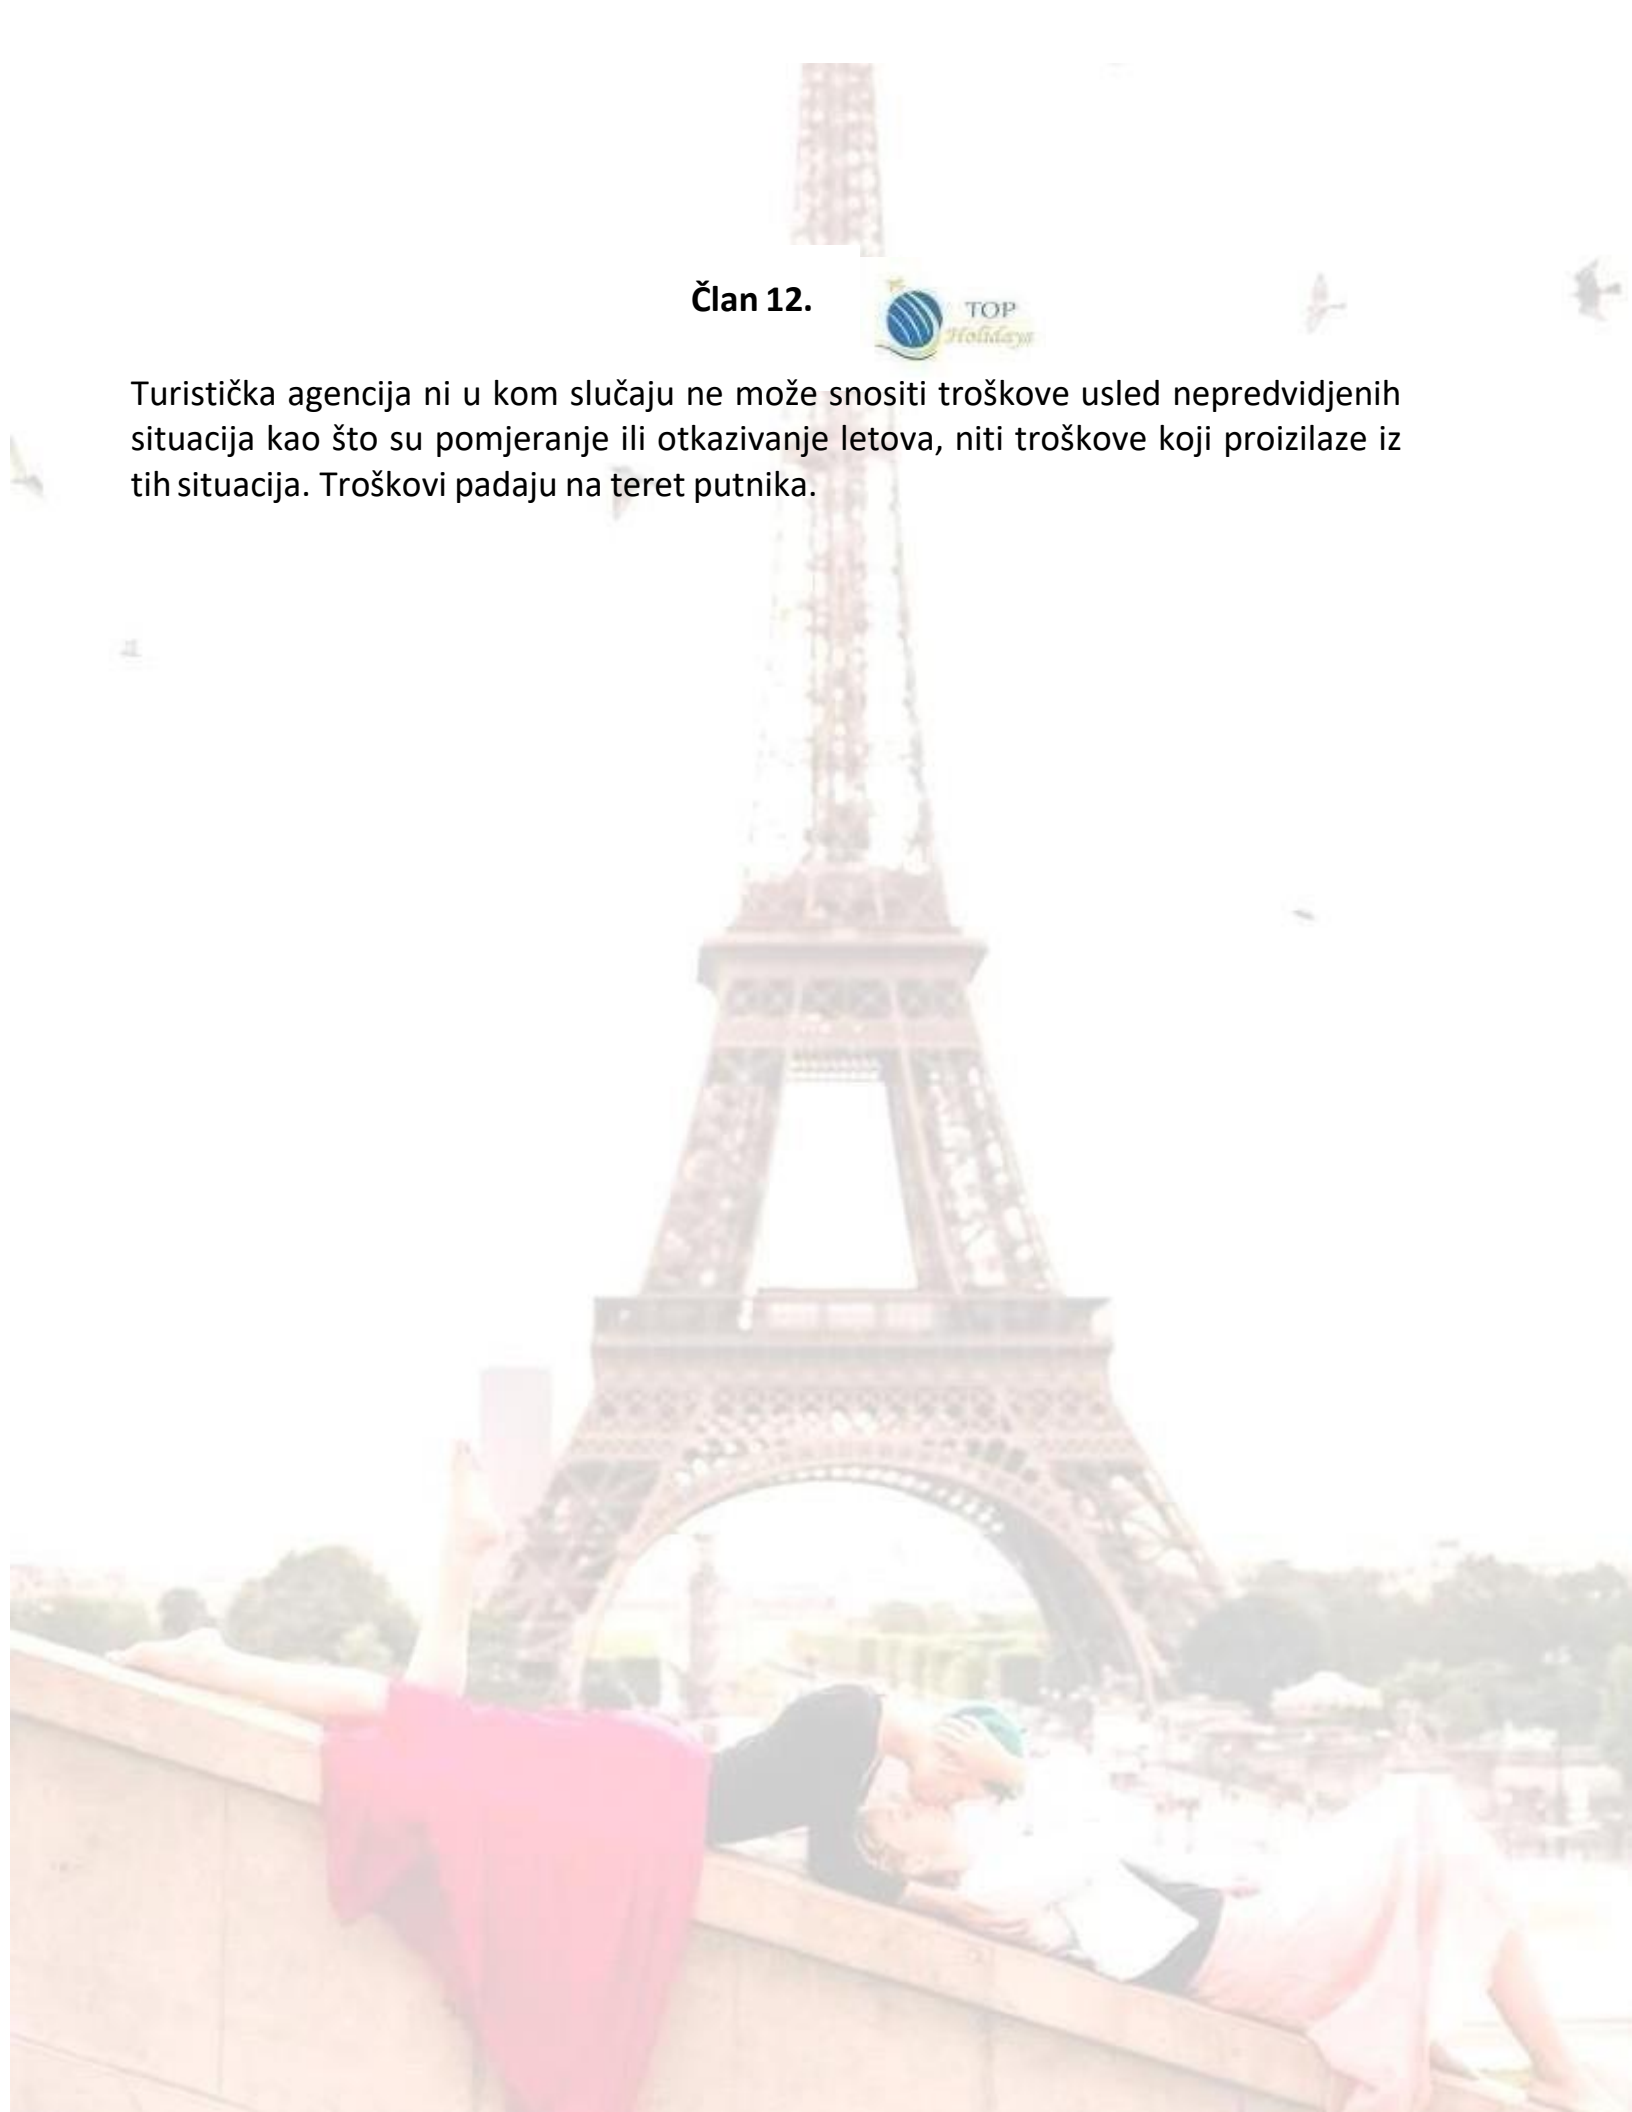 Član 12.
TOP
Holidays
Turistička agencija ni u kom slučaju ne može snositi troškove usled nepredvidjenih
situacija kao što su pomjeranje ili otkazivanje letova, niti troškove koji proizilaze iz
tih situacija. Troškovi padaju na teret putnika.